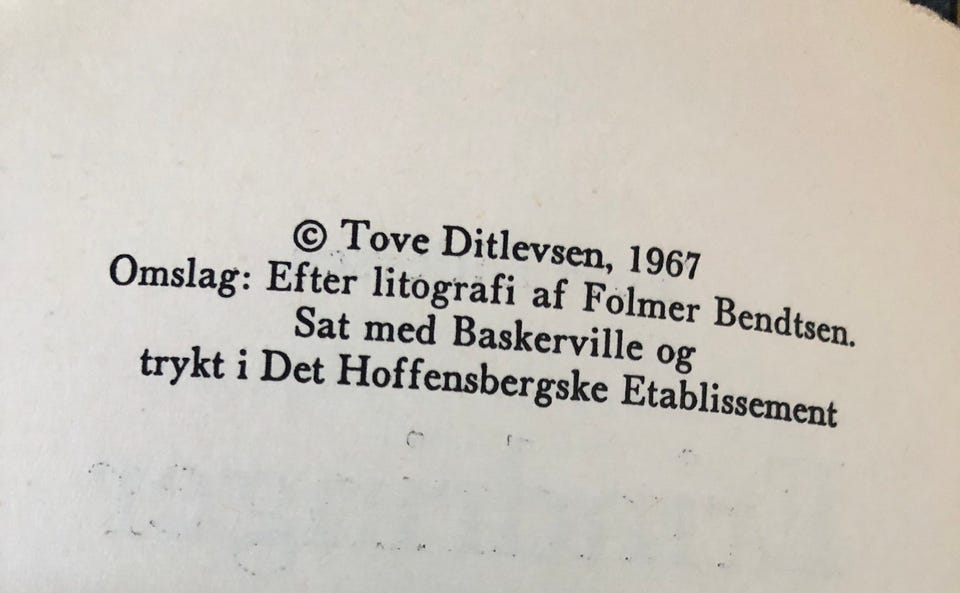 © Tove Ditlevsen, 1967
Omslag: Efter litografi af Folmer Bendtsen.
Sat med Baskerville og
trykt i Det Hoffensbergske Etablissement